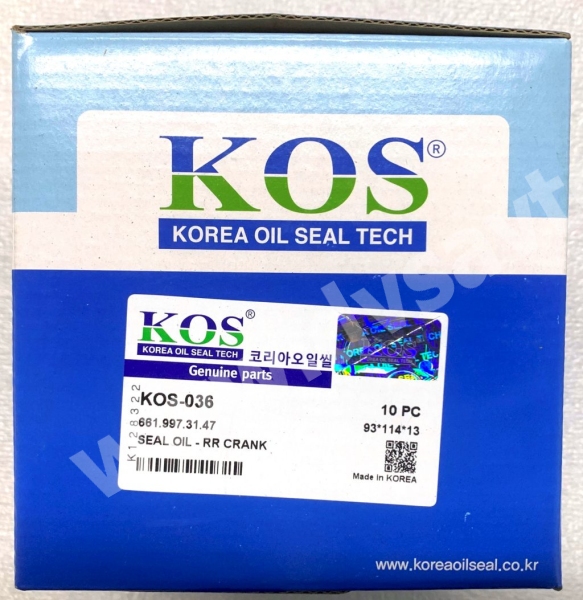 KOS®
KOREA OIL SEAL TECH
KOS®
KOREA OIL SEAL TECH
코리아오일씰
Genuine parts
KOS-036
10 PC
661.997.31.47
93*114*13
SEAL OIL - RR CRANK
K128322
Made in KOREA
www.koreaoilseal.co.kr